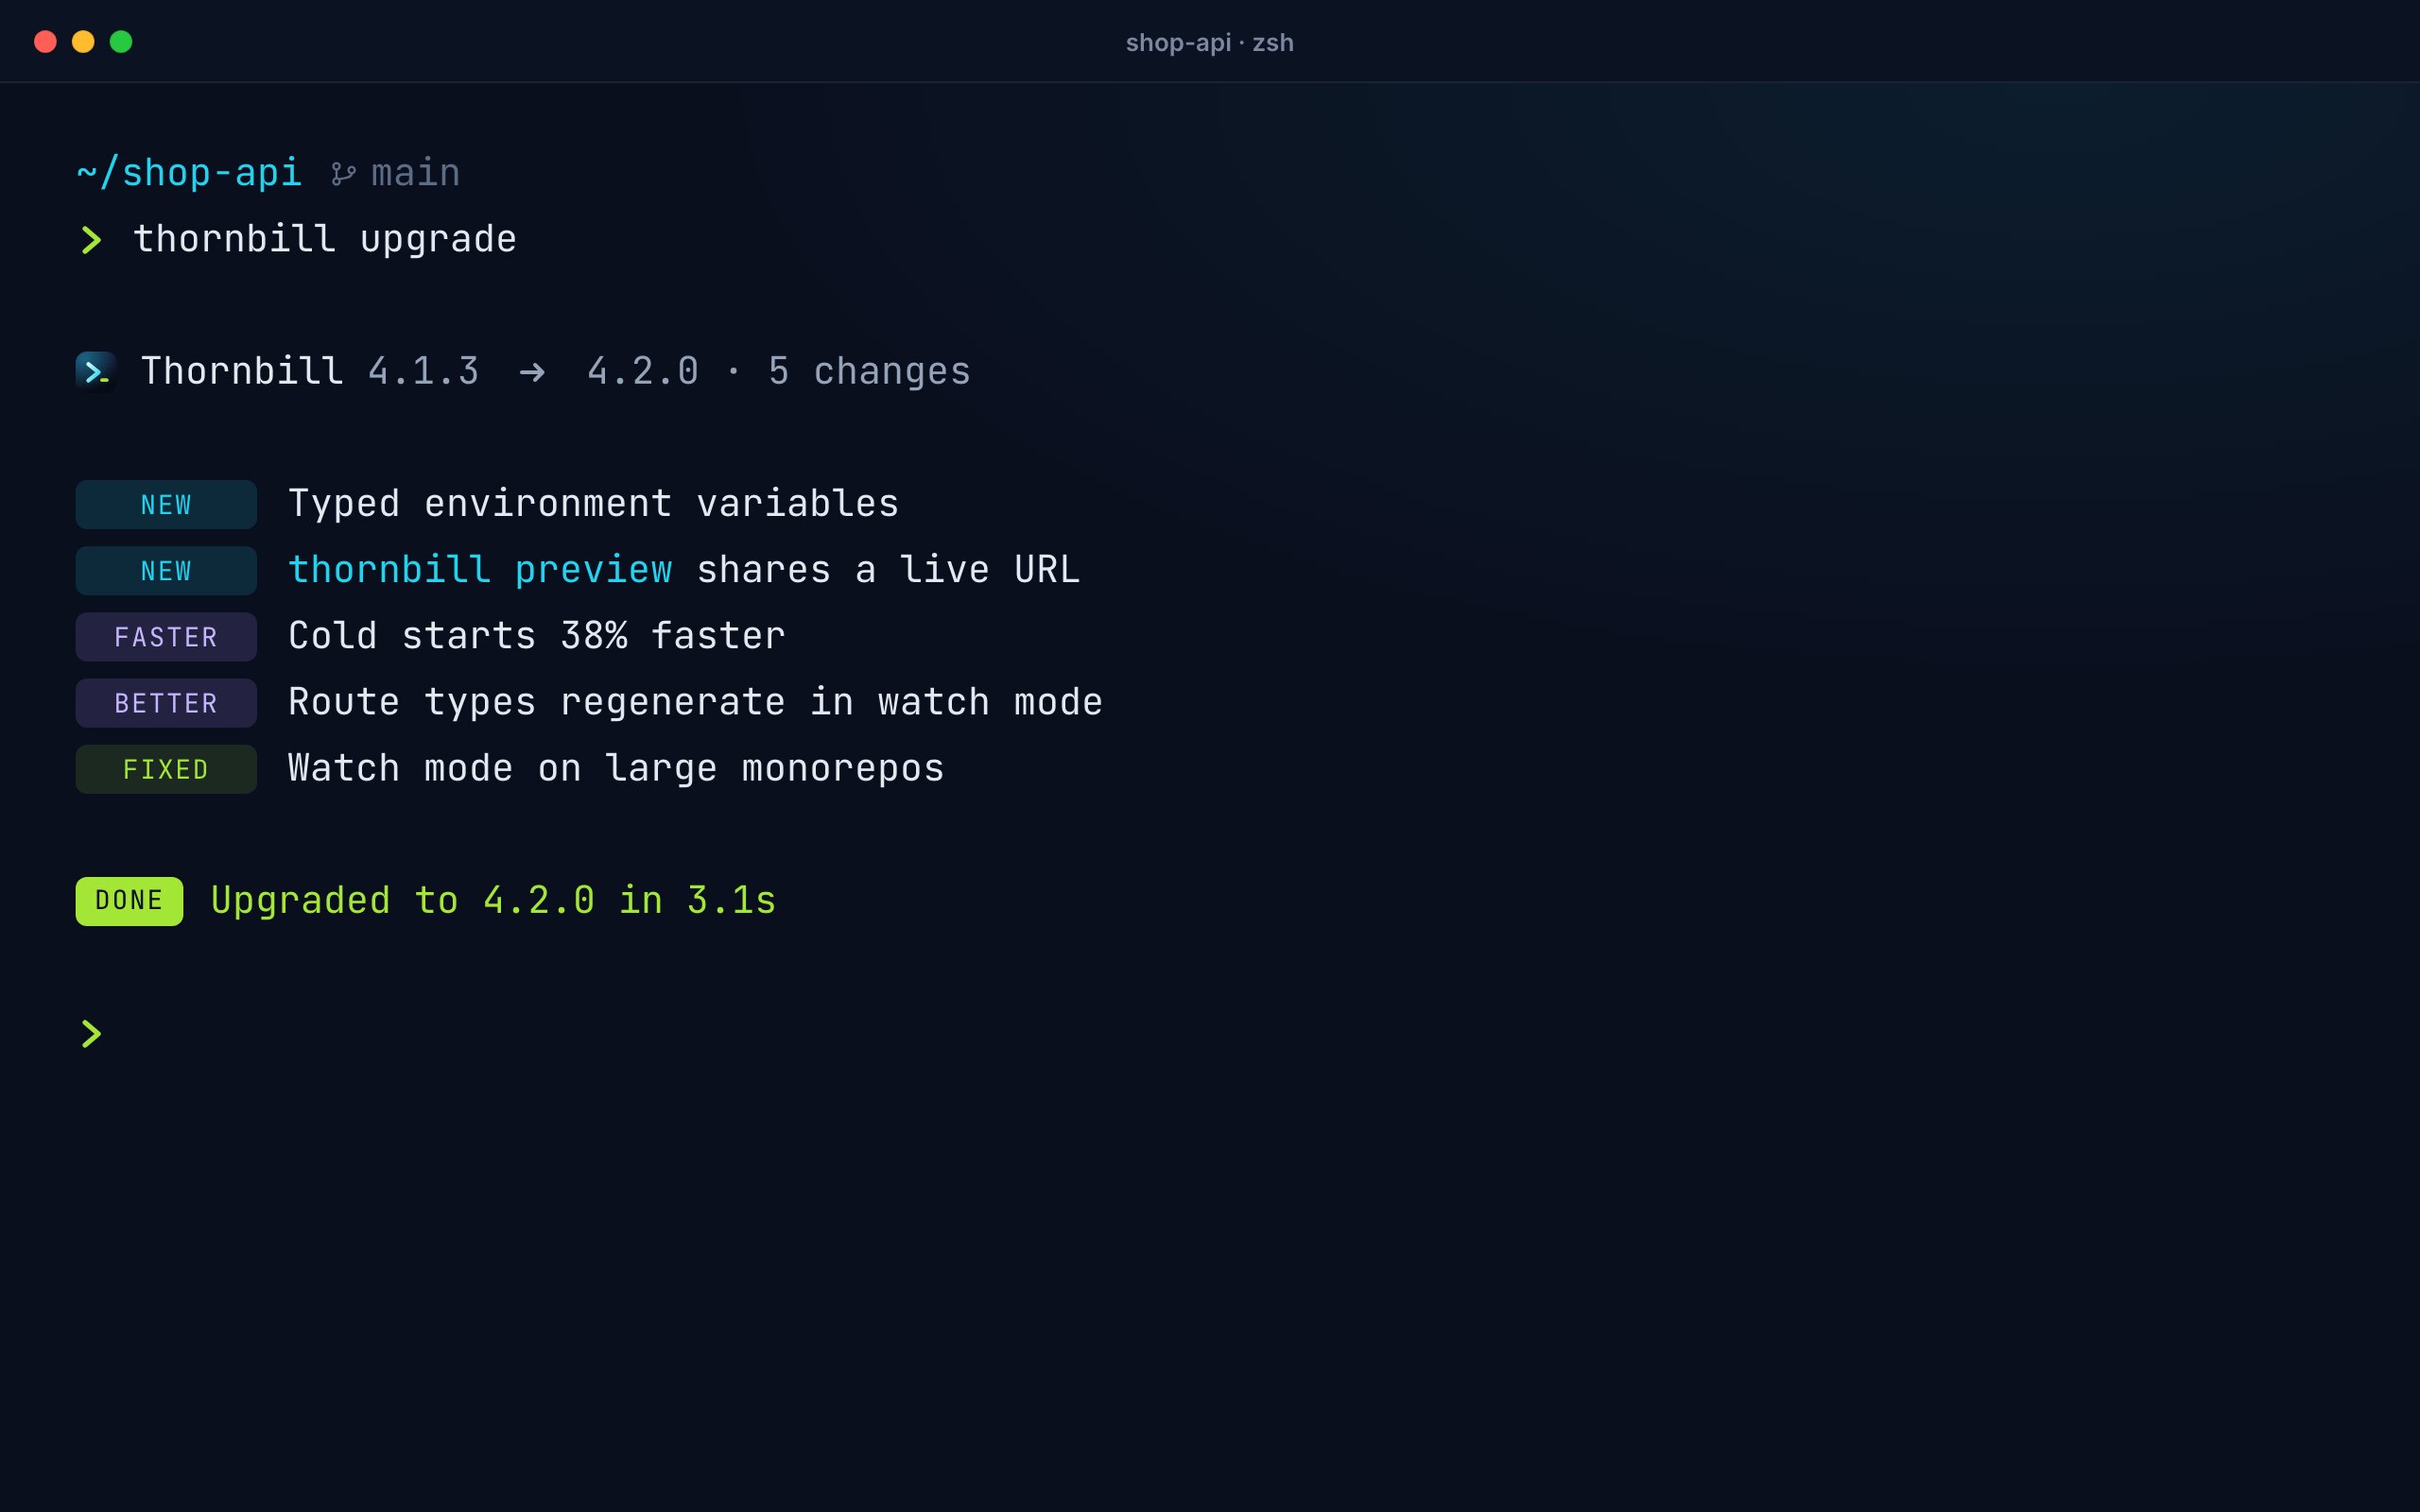 shop-api · zsh
~/shop-api main
> thornbill upgrade
Thornbill 4.1.3 → 4.2.0 · 5 changes
NEW Typed environment variables
NEW thornbill preview shares a live URL
FASTER Cold starts 38% faster
BETTER Route types regenerate in watch mode
FIXED Watch mode on large monorepos
DONE Upgraded to 4.2.0 in 3.1s
>